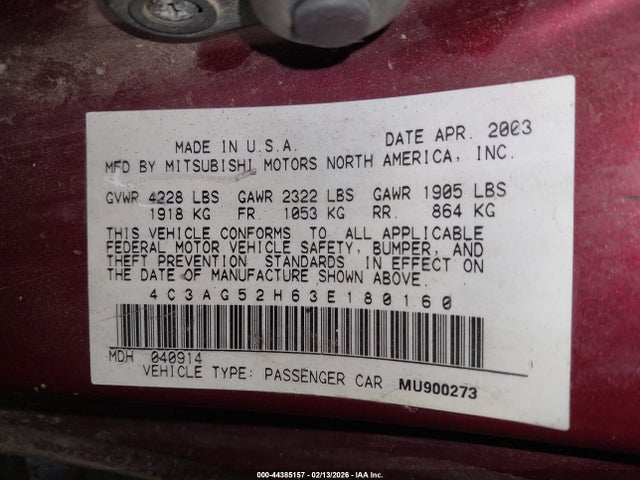 MADE IN U.S.A. DATE APR. 2003
MFD BY MITSUBISHI MOTORS NORTH AMERICA, INC.
GVWR 4228 LBS GAWR 2322 LBS GAWR 1905 LBS
1918 KG FR. 1053 KG RR. 864 KG
THIS VEHICLE CONFORMS TO ALL APPLICABLE
FEDERAL MOTOR VEHICLE SAFETY, BUMPER, AND
THEFT PREVENTION STANDARDS IN EFFECT ON
THE DATE OF MANUFACTURE SHOWN ABOVE.
4C3AG52H63E180160
MDH 040914
VEHICLE TYPE: PASSENGER CAR MU900273
000-44385157 - 02/13/2026 - IAA Inc.